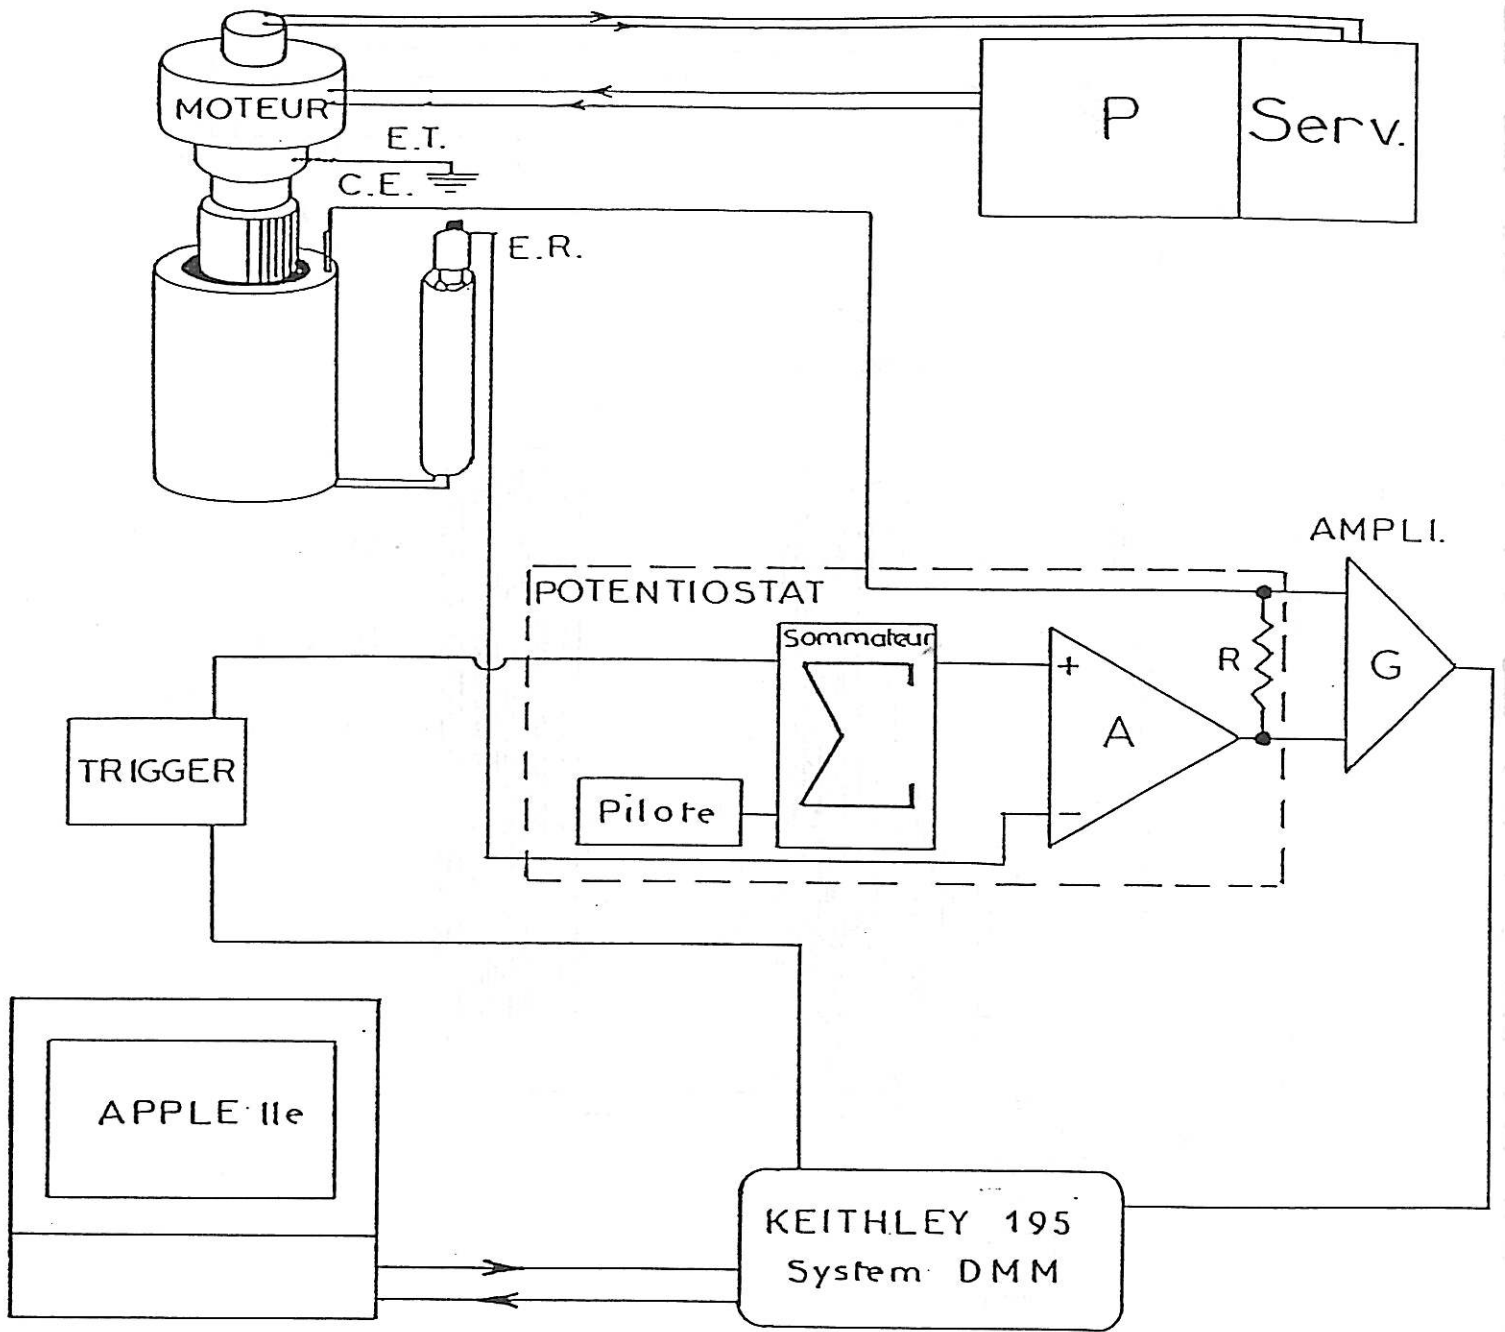 MOTEUR
P
Serv.
E.T.
C.E.
E.R.
AMPLI.
POTENTIOSTAT
Sommateur
R
+
G
A
TRIGGER
Pilote
−
APPLE IIe
KEITHLEY 195
System DMM